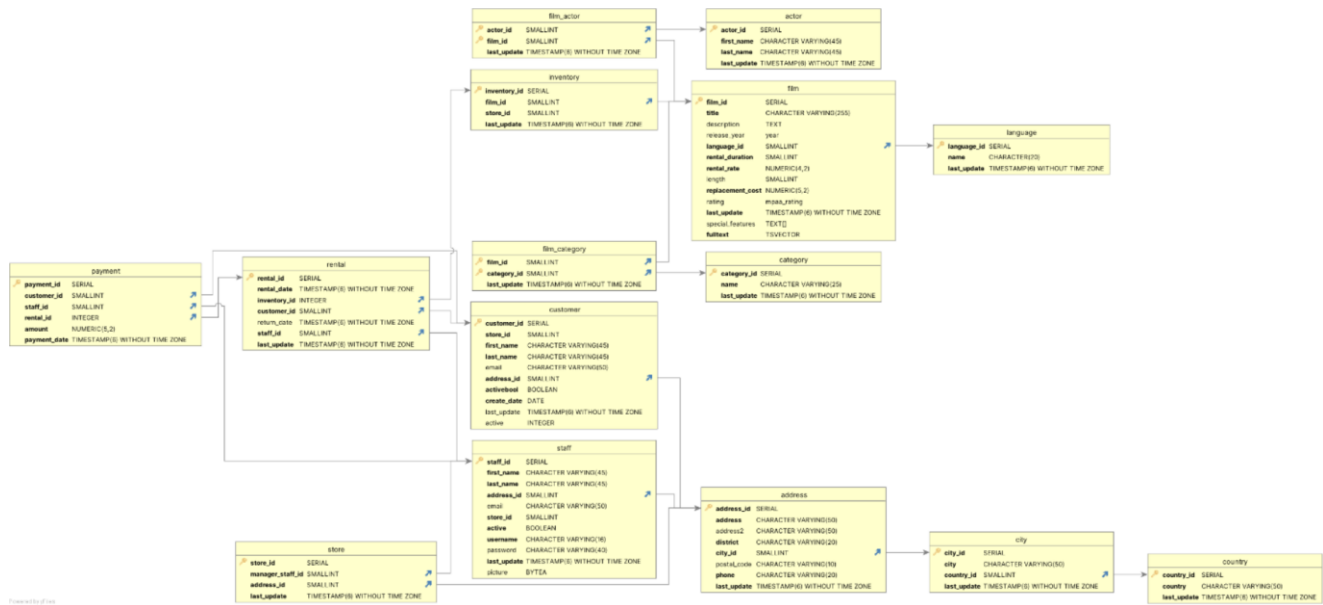 film_actor
actor_id SMALLINT
film_id SMALLINT
last_update TIMESTAMP(6) WITHOUT TIME ZONE
actor
actor_id SERIAL
first_name CHARACTER VARYING(45)
last_name CHARACTER VARYING(45)
last_update TIMESTAMP(6) WITHOUT TIME ZONE
inventory
inventory_id SERIAL
film_id SMALLINT
store_id SMALLINT
last_update TIMESTAMP(6) WITHOUT TIME ZONE
film
film_id SERIAL
title CHARACTER VARYING(255)
description TEXT
release_year year
language_id SMALLINT
rental_duration SMALLINT
rental_rate NUMERIC(4,2)
length SMALLINT
replacement_cost NUMERIC(5,2)
rating mpaa_rating
last_update TIMESTAMP(6) WITHOUT TIME ZONE
special_features TEXT[]
fulltext TSVECTOR
language
language_id SERIAL
name CHARACTER(20)
last_update TIMESTAMP(6) WITHOUT TIME ZONE
film_category
film_id SMALLINT
category_id SMALLINT
last_update TIMESTAMP(6) WITHOUT TIME ZONE
category
category_id SERIAL
name CHARACTER VARYING(25)
last_update TIMESTAMP(6) WITHOUT TIME ZONE
payment
payment_id SERIAL
customer_id SMALLINT
staff_id SMALLINT
rental_id INTEGER
amount NUMERIC(5,2)
payment_date TIMESTAMP(6) WITHOUT TIME ZONE
rental
rental_id SERIAL
rental_date TIMESTAMP(6) WITHOUT TIME ZONE
inventory_id INTEGER
customer_id SMALLINT
return_date TIMESTAMP(6) WITHOUT TIME ZONE
staff_id SMALLINT
last_update TIMESTAMP(6) WITHOUT TIME ZONE
customer
customer_id SERIAL
store_id SMALLINT
first_name CHARACTER VARYING(45)
last_name CHARACTER VARYING(45)
email CHARACTER VARYING(50)
address_id SMALLINT
activebool BOOLEAN
create_date DATE
last_update TIMESTAMP(6) WITHOUT TIME ZONE
active INTEGER
staff
staff_id SERIAL
first_name CHARACTER VARYING(45)
last_name CHARACTER VARYING(45)
address_id SMALLINT
email CHARACTER VARYING(50)
store_id SMALLINT
active BOOLEAN
username CHARACTER VARYING(16)
password CHARACTER VARYING(40)
last_update TIMESTAMP(6) WITHOUT TIME ZONE
picture BYTEA
store
store_id SERIAL
manager_staff_id SMALLINT
address_id SMALLINT
last_update TIMESTAMP(6) WITHOUT TIME ZONE
address
address_id SERIAL
address CHARACTER VARYING(50)
address2 CHARACTER VARYING(50)
district CHARACTER VARYING(20)
city_id SMALLINT
postal_code CHARACTER VARYING(10)
phone CHARACTER VARYING(20)
last_update TIMESTAMP(6) WITHOUT TIME ZONE
city
city_id SERIAL
city CHARACTER VARYING(50)
country_id SMALLINT
last_update TIMESTAMP(6) WITHOUT TIME ZONE
country
country_id SERIAL
country CHARACTER VARYING(50)
last_update TIMESTAMP(6) WITHOUT TIME ZONE
Powered by yFiles